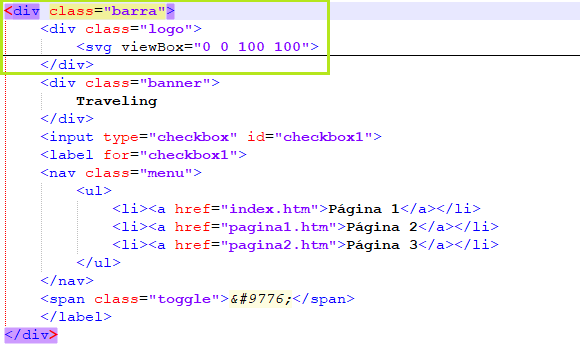 <div class="barra">
<div class="logo">
<svg viewBox="0 0 100 100">
</div>
<div class="banner">
Traveling
</div>
<input type="checkbox" id="checkbox1">
<label for="checkbox1">
<nav class="menu">
<ul>
<li><a href="index.htm">Página 1</a></li>
<li><a href="pagina1.htm">Página 2</a></li>
<li><a href="pagina2.htm">Página 3</a></li>
</ul>
</nav>
<span class="toggle">&#9776;</span>
</label>
</div>